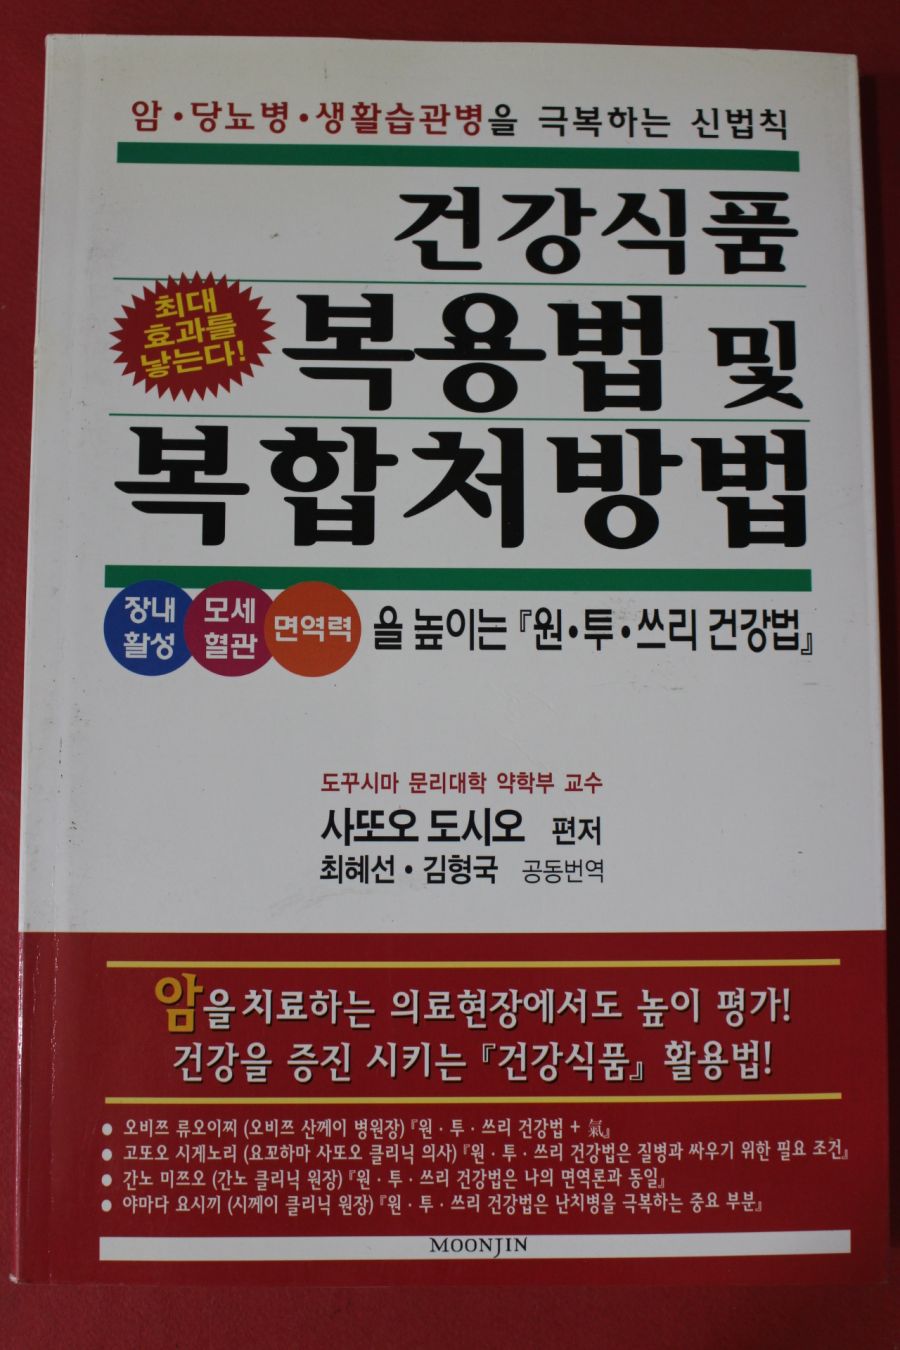 암·당뇨병·생활습관병을 극복하는 신법칙
건강식품
최대
효과를
낳는다!
복용법 및
복합처방법
장내
활성
모세
혈관
면역력
을 높이는 『원·투·쓰리 건강법』
도꾸시마 문리대학 약학부 교수
사또오 도시오 편저
최혜선·김형국 공동번역
암을 치료하는 의료현장에서도 높이 평가!
건강을 증진 시키는 『건강식품』 활용법!
● 오비쯔 류오이찌 (오비쯔 산께이 병원장) 『원·투·쓰리 건강법 + 氣』
● 고또오 시게노리 (요꼬하마 사또오 클리닉 의사) 『원·투·쓰리 건강법은 질병과 싸우기 위한 필요 조건』
● 간노 미쯔오 (간노 클리닉 원장) 『원·투·쓰리 건강법은 나의 면역론과 동일』
● 야마다 요시끼 (시께이 클리닉 원장) 『원·투·쓰리 건강법은 난치병을 극복하는 중요 부분』
MOONJIN